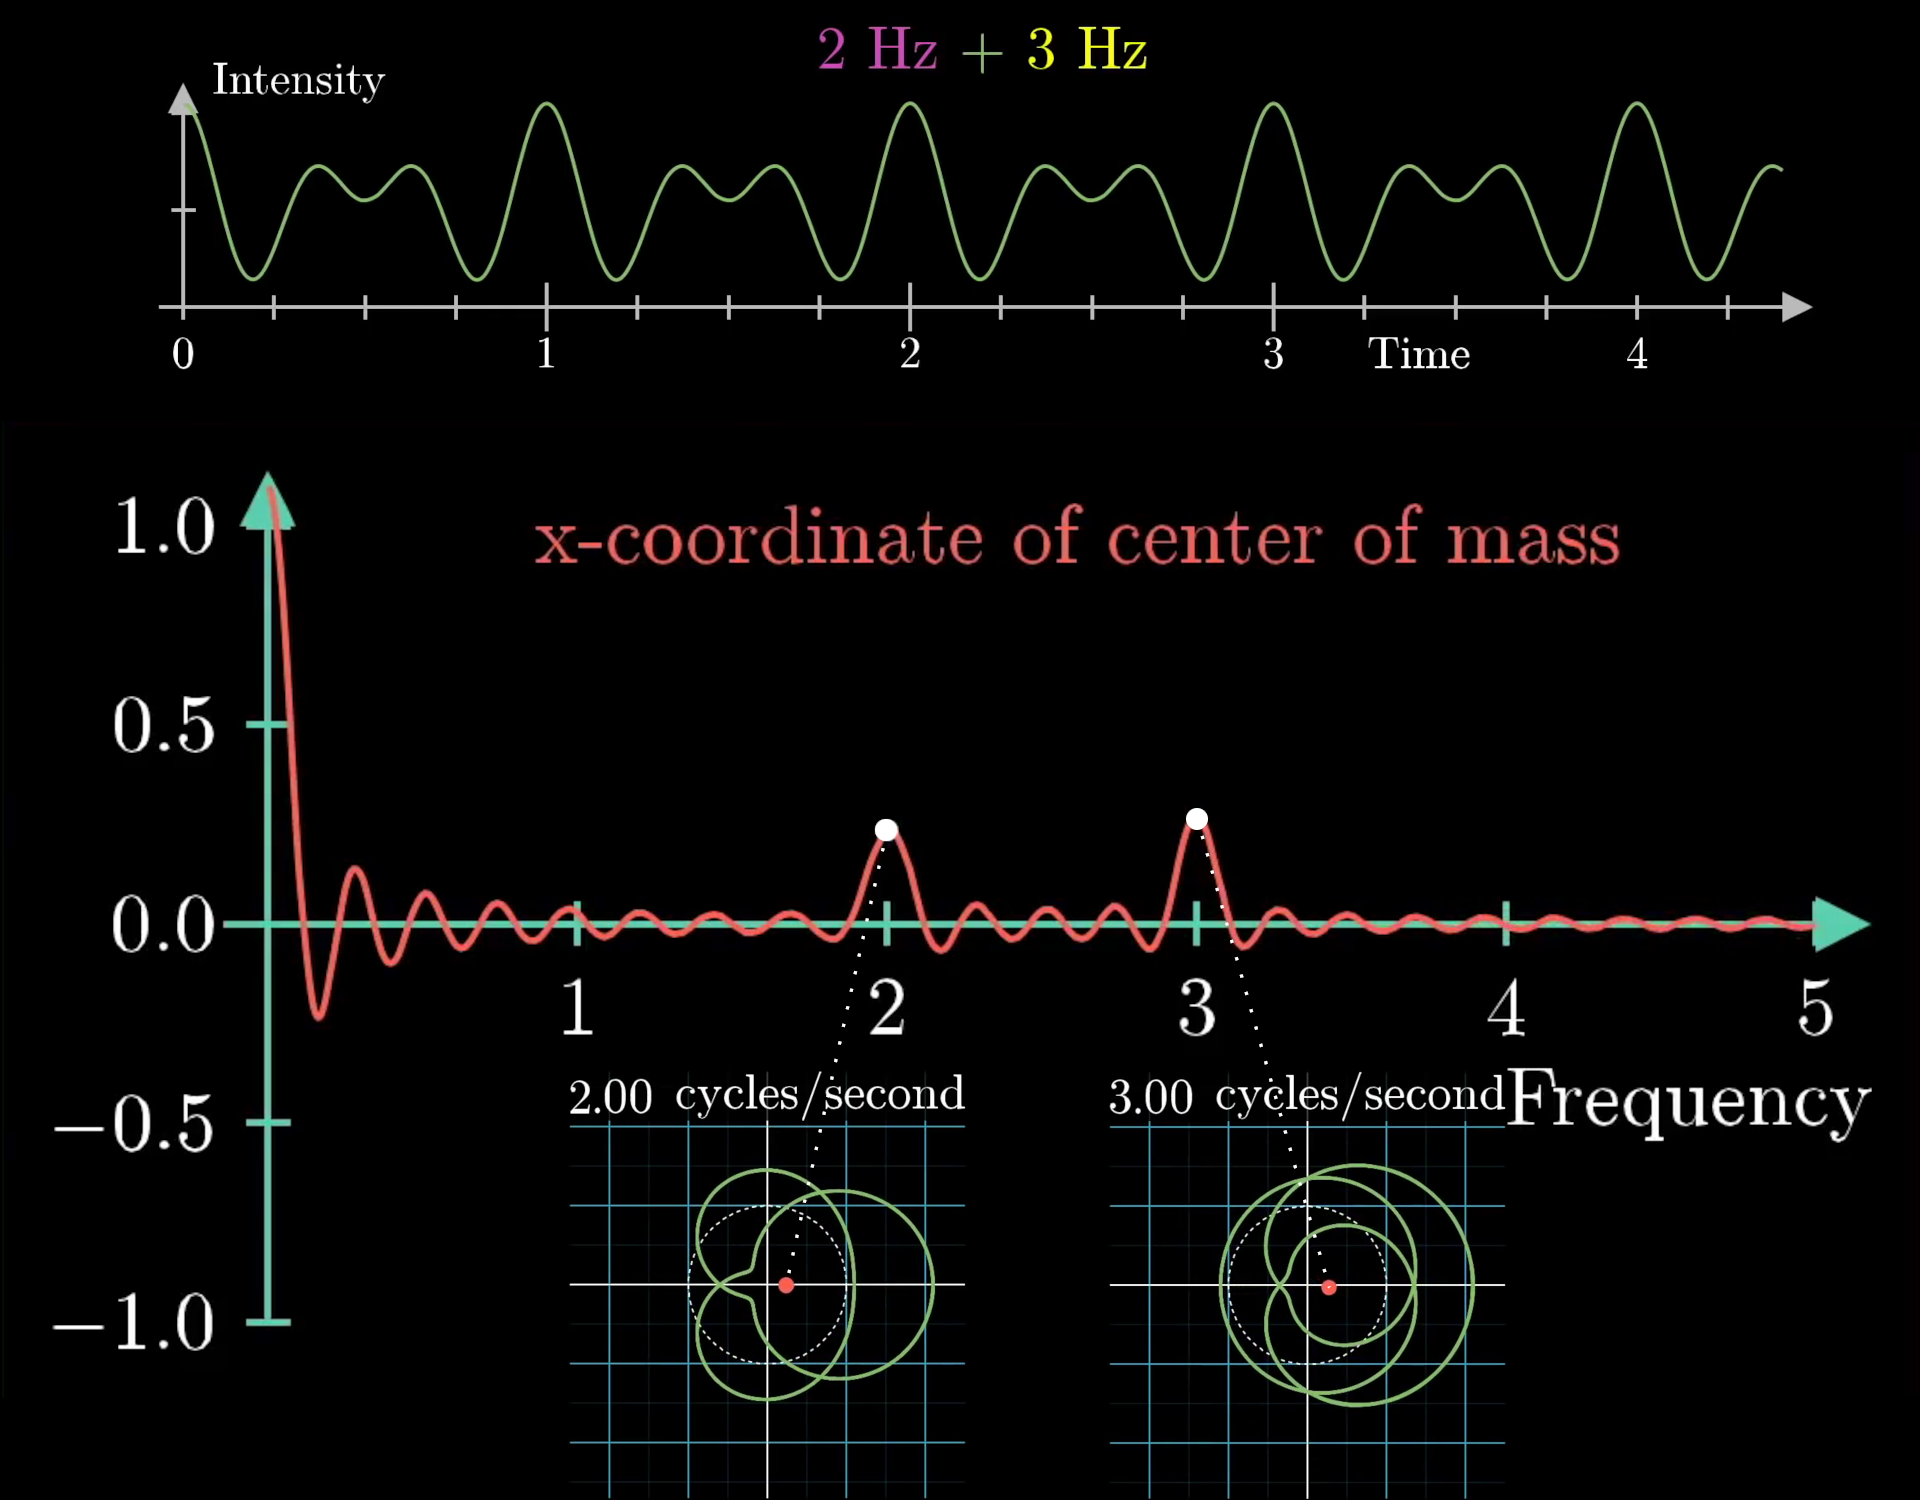 2 Hz + 3 Hz
Intensity
0 1 2 3 Time 4
1.0
x-coordinate of center of mass
0.5
0.0
1 2 3 4 5
2.00 cycles/second 3.00 cycles/second Frequency
−0.5
−1.0